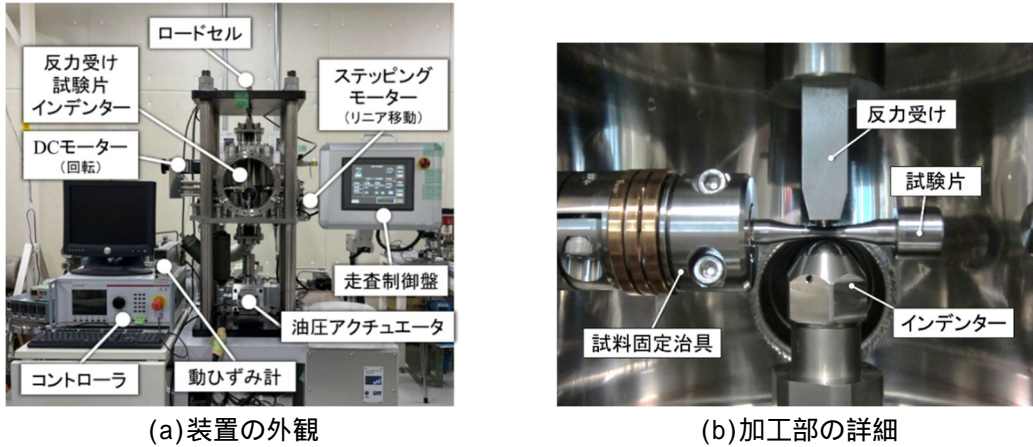 ロードセル
反力受け
試験片
インデンター
ステッピング
モーター
(リニア移動)
DCモーター
(回転)
走査制御盤
油圧アクチュエータ
コントローラ
動ひずみ計
反力受け
試験片
インデンター
試料固定治具
(a)装置の外観
(b)加工部の詳細